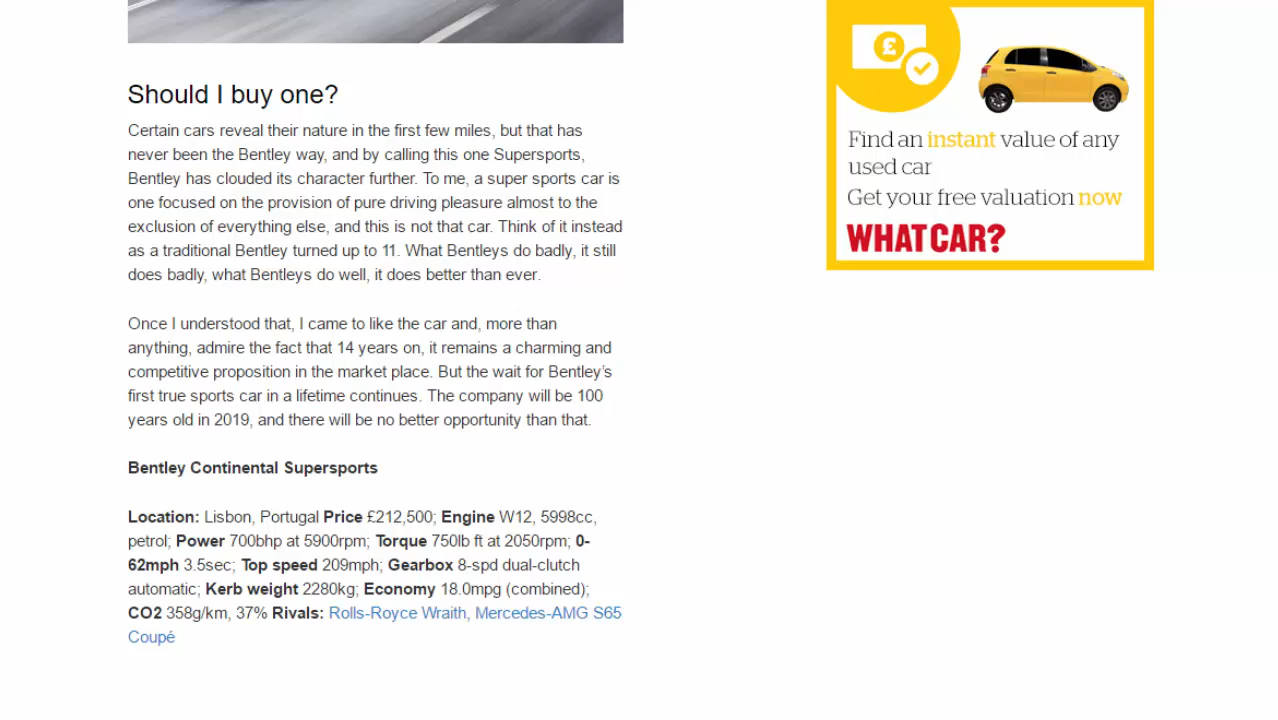 Should I buy one?
Certain cars reveal their nature in the first few miles, but that has
never been the Bentley way, and by calling this one Supersports,
Bentley has clouded its character further. To me, a super sports car is
one focused on the provision of pure driving pleasure almost to the
exclusion of everything else, and this is not that car. Think of it instead
as a traditional Bentley turned up to 11. What Bentleys do badly, it still
does badly, what Bentleys do well, it does better than ever.
Once I understood that, I came to like the car and, more than
anything, admire the fact that 14 years on, it remains a charming and
competitive proposition in the market place. But the wait for Bentley's
first true sports car in a lifetime continues. The company will be 100
years old in 2019, and there will be no better opportunity than that.
Bentley Continental Supersports
Location: Lisbon, Portugal Price £212,500; Engine W12, 5998cc,
petrol; Power 700bhp at 5900rpm; Torque 750lb ft at 2050rpm; 0-
62mph 3.5sec; Top speed 209mph; Gearbox 8-spd dual-clutch
automatic; Kerb weight 2280kg; Economy 18.0mpg (combined);
CO2 358g/km, 37% Rivals: Rolls-Royce Wraith, Mercedes-AMG S65
Coupé
£
Find an instant value of any
used car
Get your free valuation now
WHAT CAR?